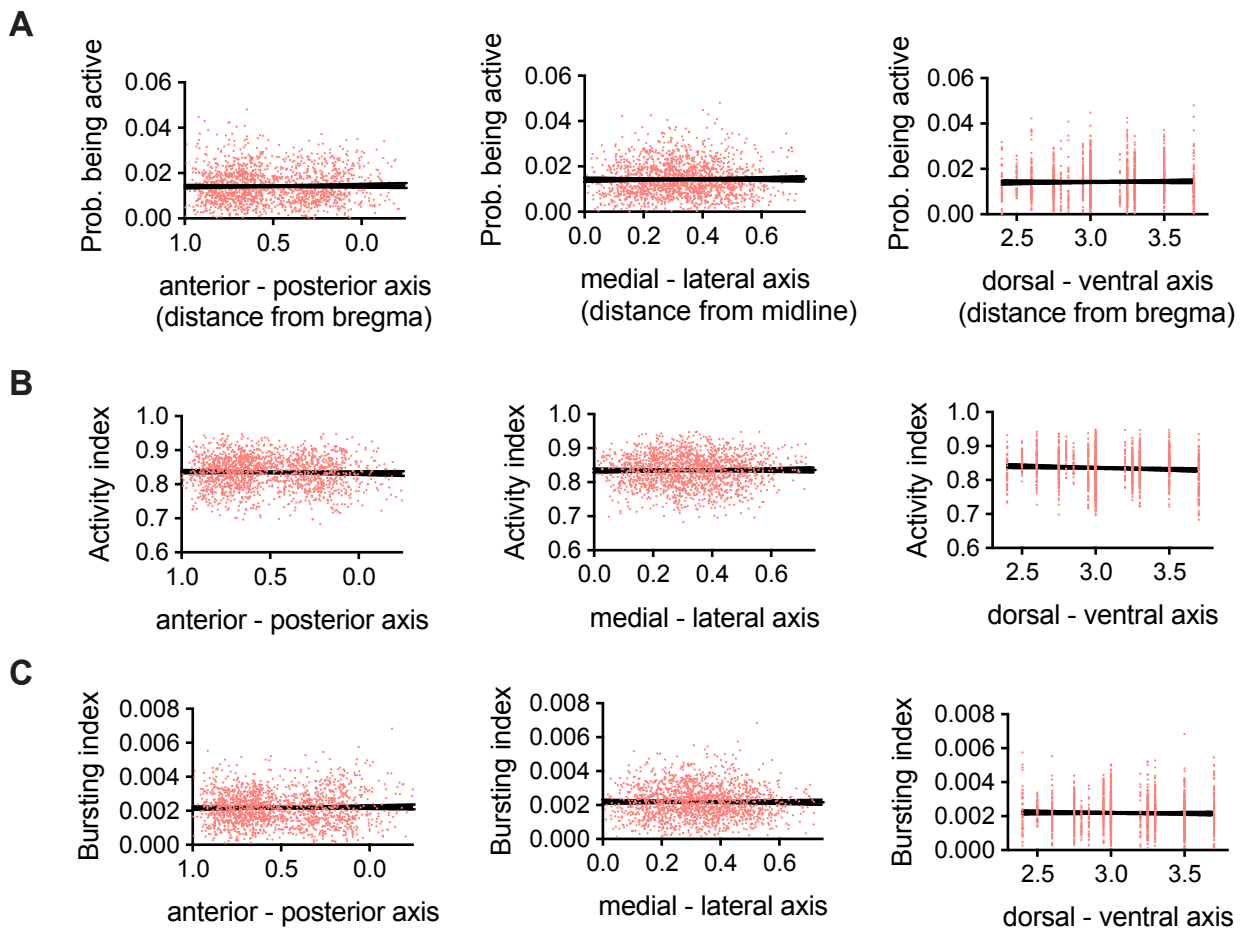 A
Prob. being active
0.06
0.04
0.02
0.00
1.0 0.5 0.0
anterior - posterior axis
(distance from bregma)
Prob. being active
0.06
0.04
0.02
0.00
0.0 0.2 0.4 0.6
medial - lateral axis
(distance from midline)
Prob. being active
0.06
0.04
0.02
0.00
2.5 3.0 3.5
dorsal - ventral axis
(distance from bregma)
B
Activity index
1.0
0.9
0.8
0.7
0.6
1.0 0.5 0.0
anterior - posterior axis
Activity index
1.0
0.9
0.8
0.7
0.6
0.0 0.2 0.4 0.6
medial - lateral axis
Activity index
1.0
0.9
0.8
0.7
0.6
2.5 3.0 3.5
dorsal - ventral axis
C
Bursting index
0.008
0.006
0.004
0.002
0.000
1.0 0.5 0.0
anterior - posterior axis
Bursting index
0.008
0.006
0.004
0.002
0.000
0.0 0.2 0.4 0.6
medial - lateral axis
Bursting index
0.008
0.006
0.004
0.002
0.000
2.5 3.0 3.5
dorsal - ventral axis